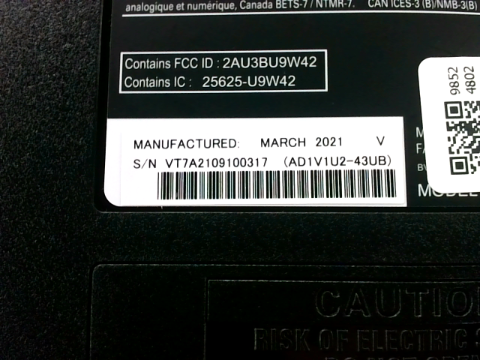 analogique et numérique, Canada BETS-7 / NTMR-7. CAN ICES-3 (B)/NMB-3(B)
Contains FCC ID : 2AU3BU9W42
Contains IC : 25625-U9W42
9852
4802
MANUFACTURED: MARCH 2021 V
S/N VT7A2109100317 (AD1V1U2-43UB)
MODEL
CAUTION
RISK OF ELECTRIC